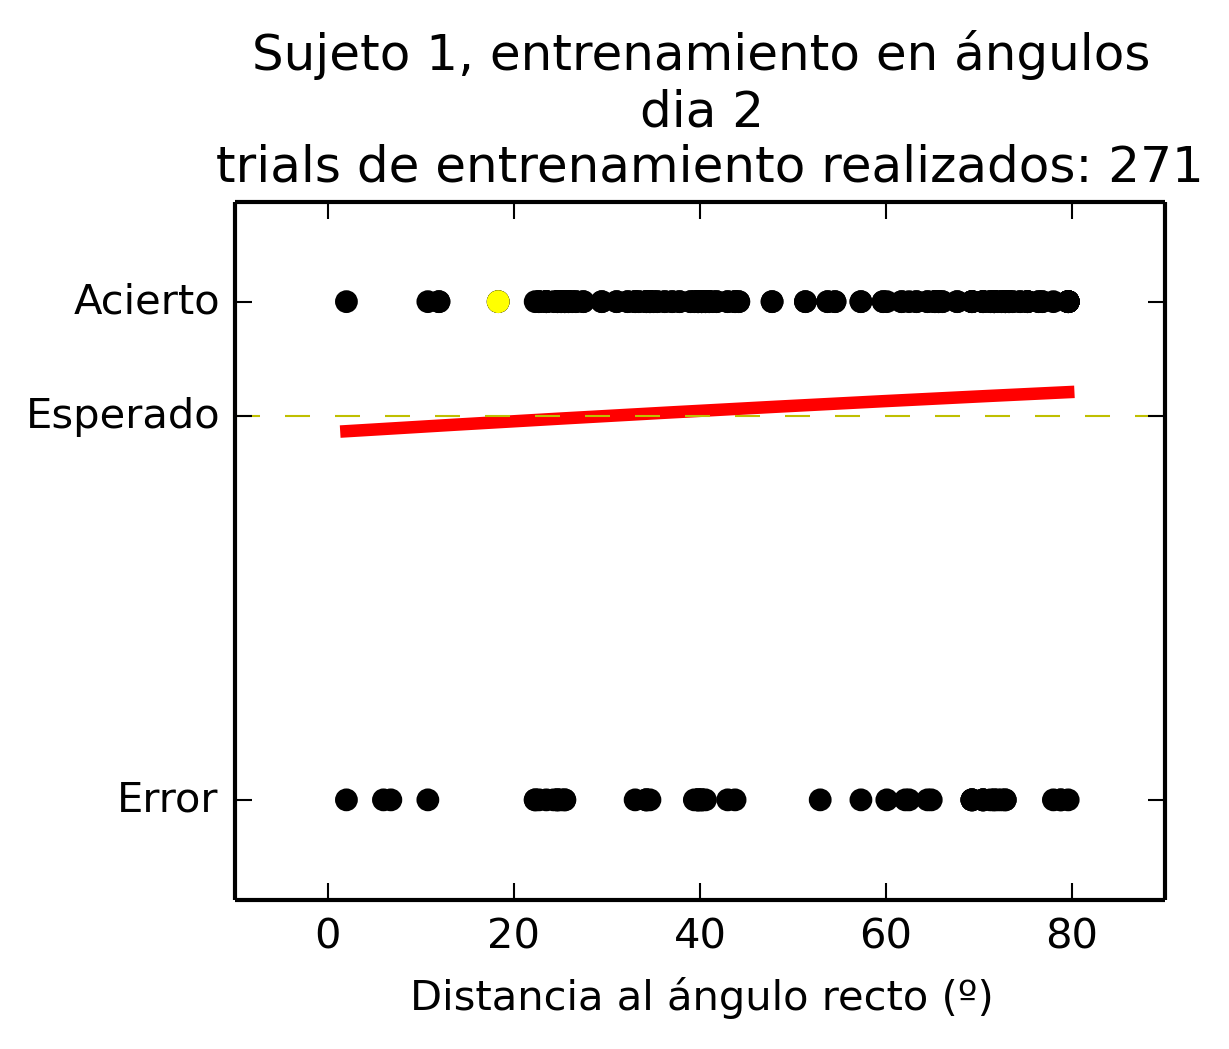 Sujeto 1, entrenamiento en ángulos
dia 2
trials de entrenamiento realizados: 271
Acierto
Esperado
Error
0 20 40 60 80
Distancia al ángulo recto (º)